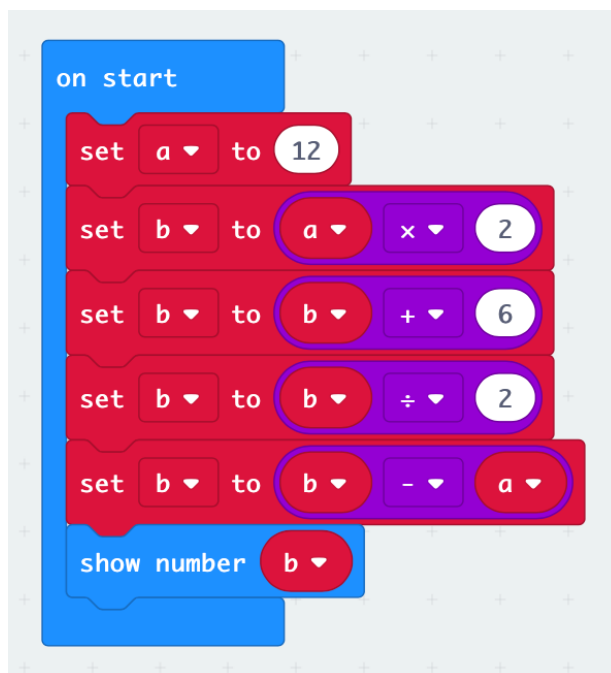 on start
set a to 12
set b to a × 2
set b to b + 6
set b to b ÷ 2
set b to b - a
show number b